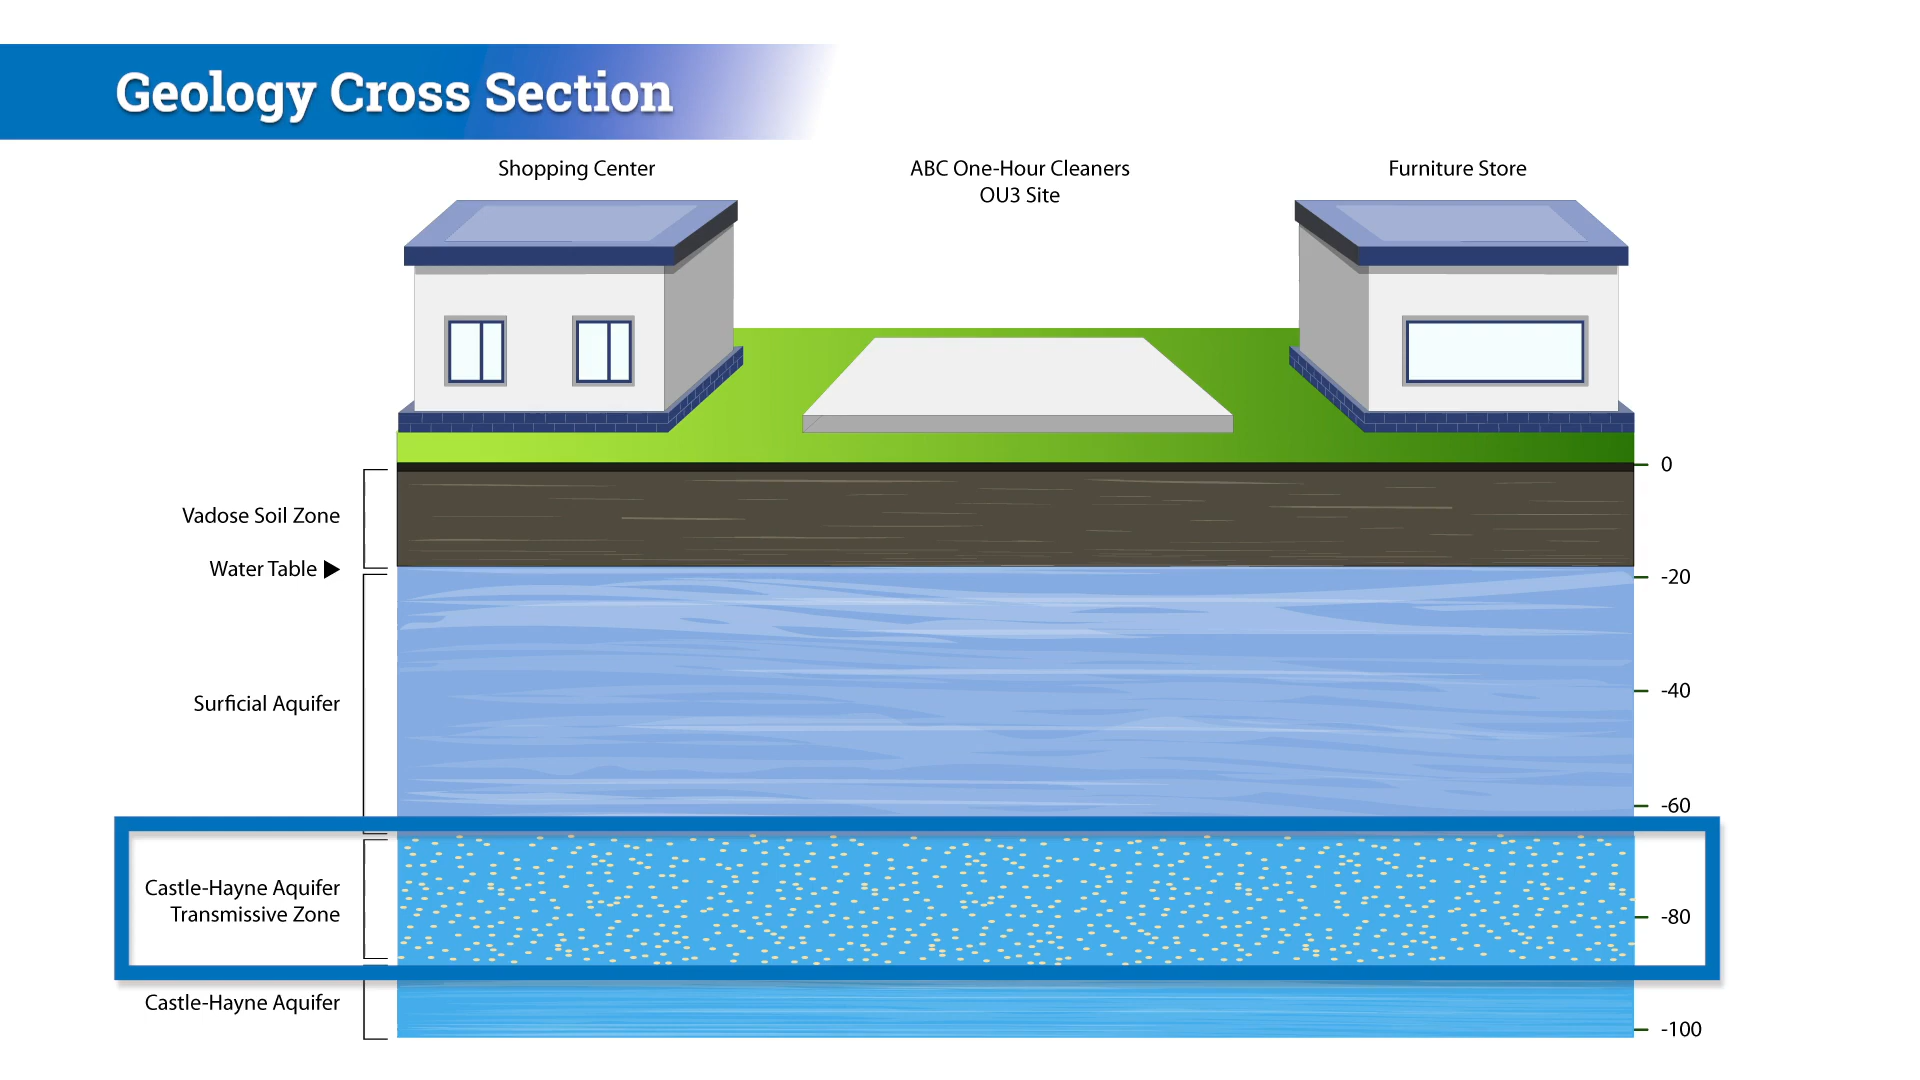 Geology Cross Section
Shopping Center
ABC One-Hour Cleaners
OU3 Site
Furniture Store
0
Vadose Soil Zone
Water Table
-20
-40
Surficial Aquifer
-60
Castle-Hayne Aquifer
Transmissive Zone
-80
Castle-Hayne Aquifer
-100